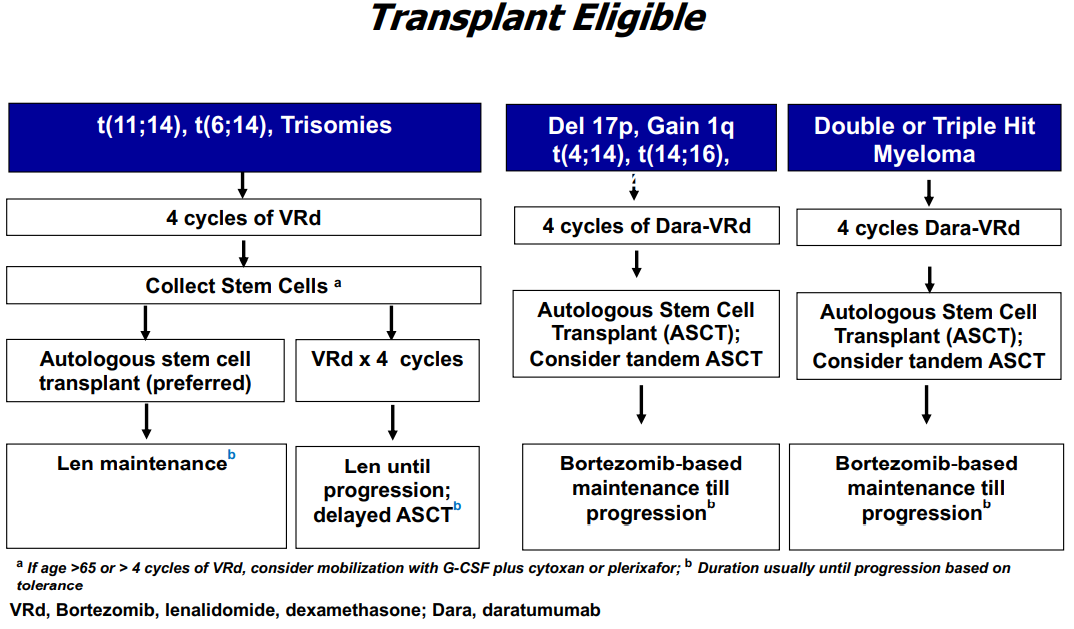 Transplant Eligible
t(11;14), t(6;14), Trisomies
4 cycles of VRd
Collect Stem Cells a
Autologous stem cell
transplant (preferred)
Len maintenance b
VRd x 4 cycles
Len until
progression;
delayed ASCT b
Del 17p, Gain 1q
t(4;14), t(14;16),
4 cycles of Dara-VRd
Autologous Stem Cell
Transplant (ASCT);
Consider tandem ASCT
Bortezomib-based
maintenance till
progression b
Double or Triple Hit
Myeloma
4 cycles Dara-VRd
Autologous Stem Cell
Transplant (ASCT);
Consider tandem ASCT
Bortezomib-based
maintenance till
progression b
a If age >65 or > 4 cycles of VRd, consider mobilization with G-CSF plus cytoxan or plerixafor; b Duration usually until progression based on
tolerance
VRd, Bortezomib, lenalidomide, dexamethasone; Dara, daratumumab